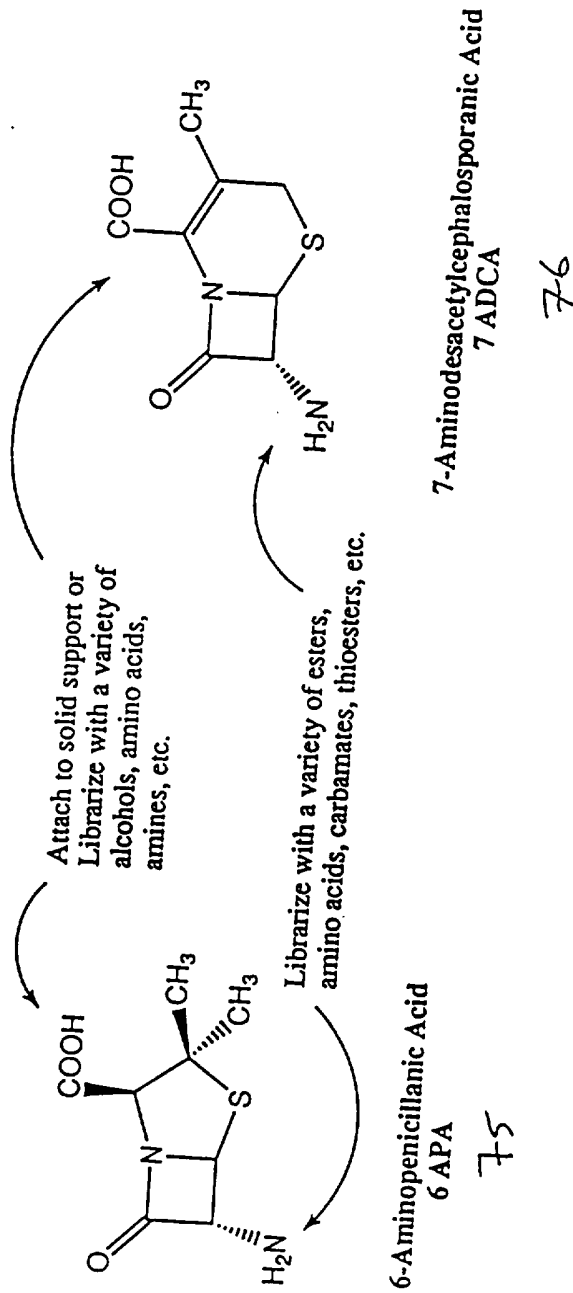 Attach to solid support or
Librarize with a variety of
alcohols, amino acids,
amines, etc.
COOH
CH3
CH3
O
N
S
H2N
6-Aminopenicillanic Acid
6 APA
75
Librarize with a variety of esters,
amino acids, carbamates, thioesters, etc.
COOH
CH3
O
N
S
H2N
7-Aminodesacetylcephalosporanic Acid
7 ADCA
76